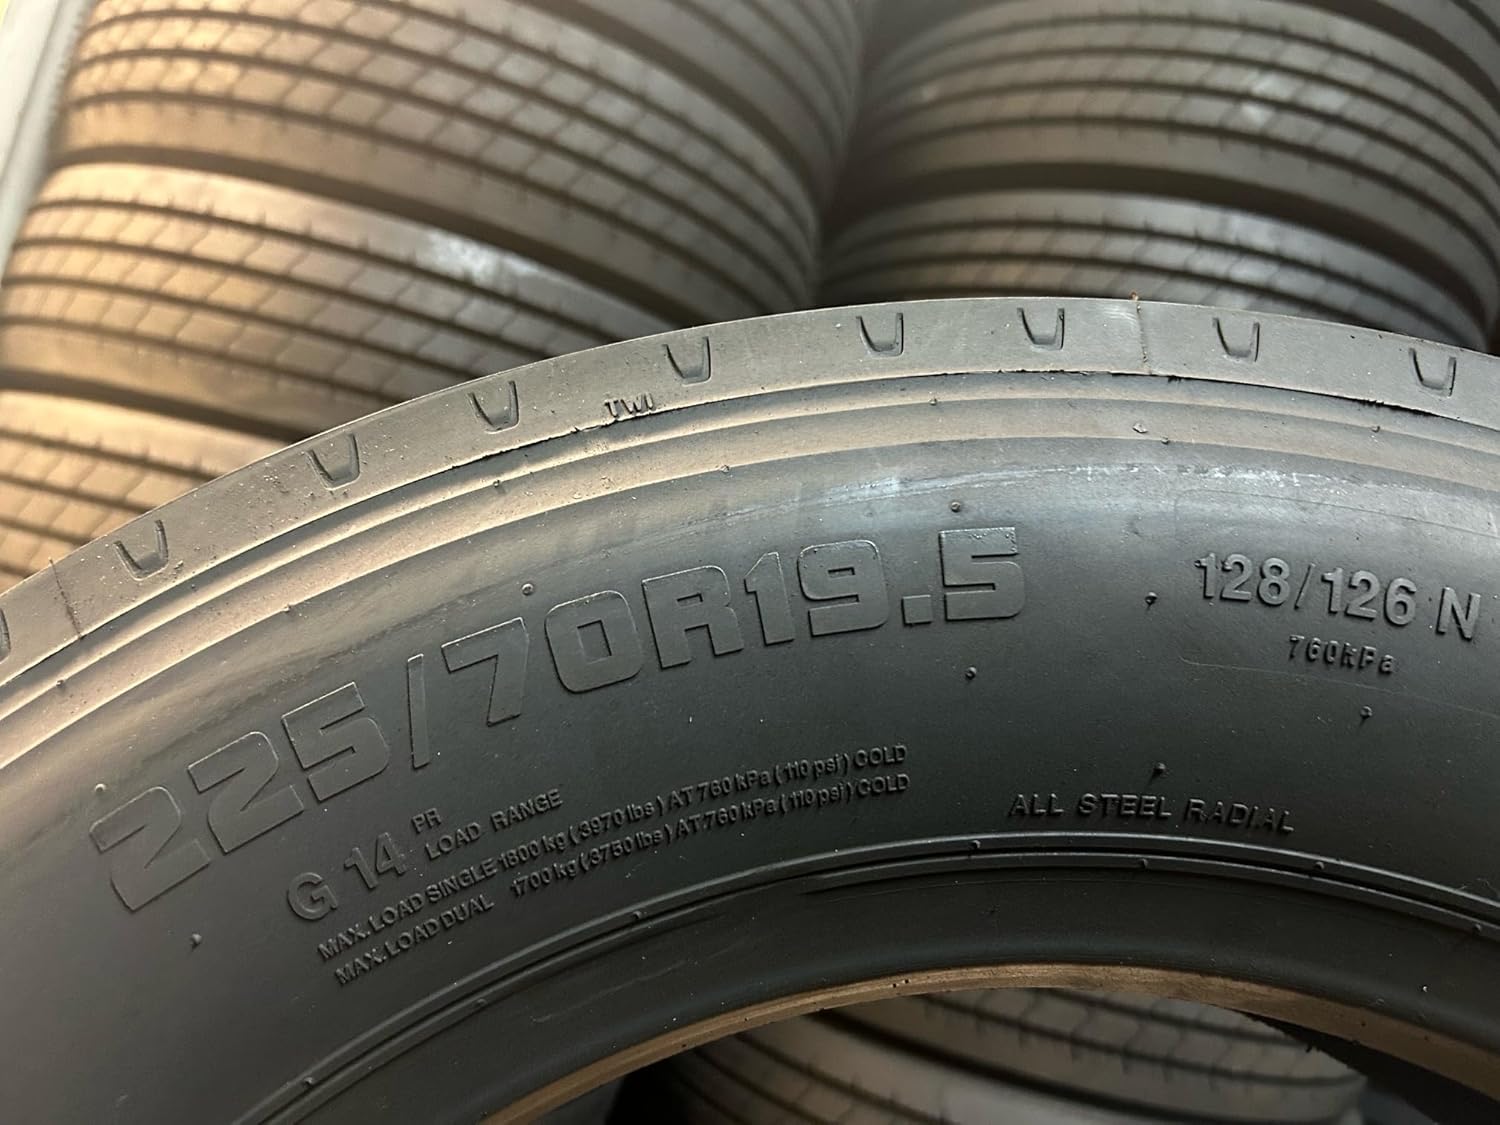 TWI
225/70R19.5
128/126 N
760kPa
G 14 PR
LOAD RANGE
MAX. LOAD SINGLE 1800 kg (3970 lbs) AT 760 kPa (110 psi) COLD
MAX. LOAD DUAL 1700 kg (3750 lbs) AT 760 kPa (110 psi) COLD
ALL STEEL RADIAL